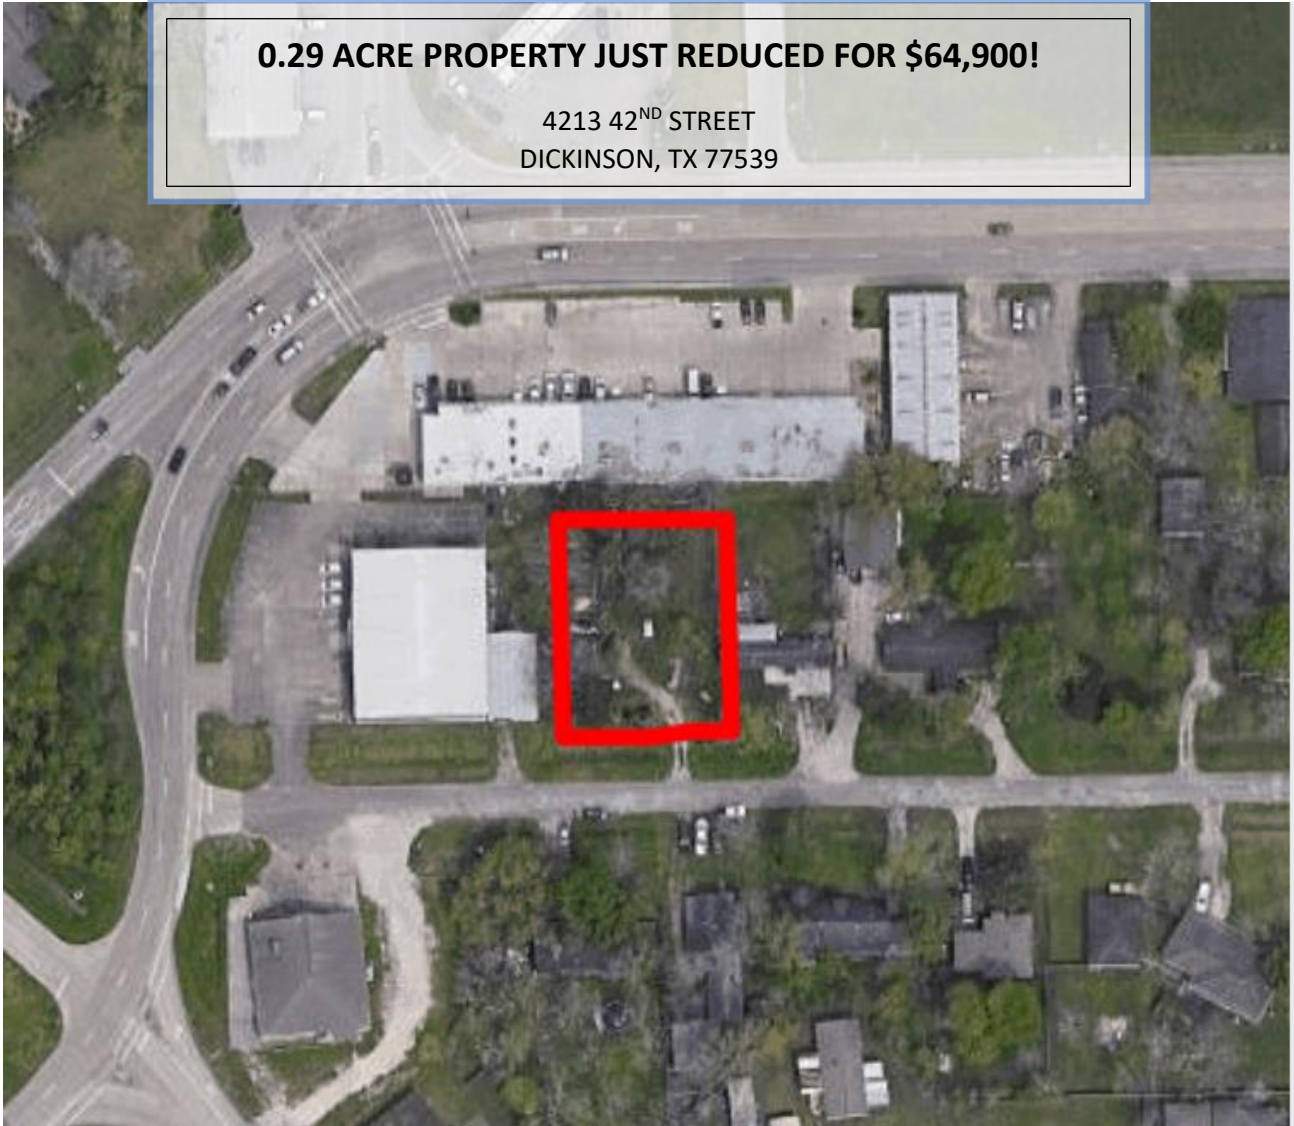 0.29 ACRE PROPERTY JUST REDUCED FOR $64,900!
4213 42ND STREET
DICKINSON, TX 77539